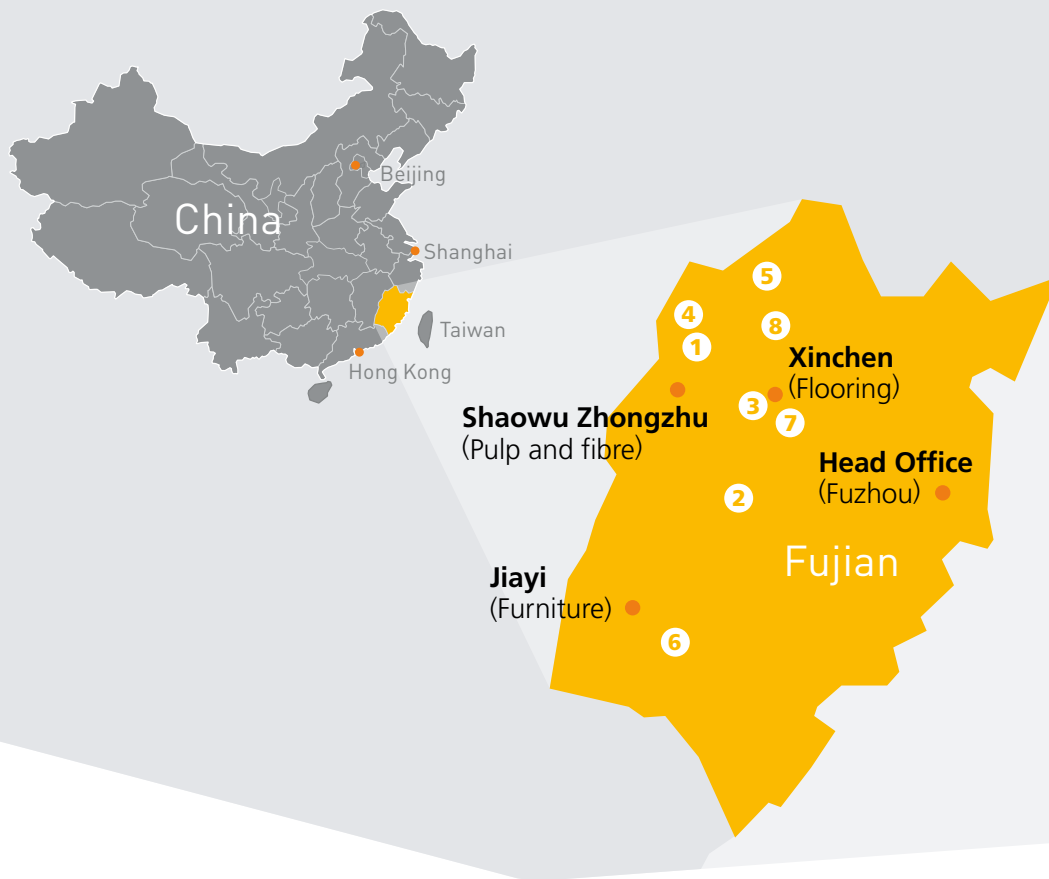 China
Beijing
Shanghai
Taiwan
Hong Kong
5
4
8
1
Xinchen
(Flooring)
3
Shaowu Zhongzhu
(Pulp and fibre)
7
Head Office
(Fuzhou)
2
Fujian
Jiayi
(Furniture)
6